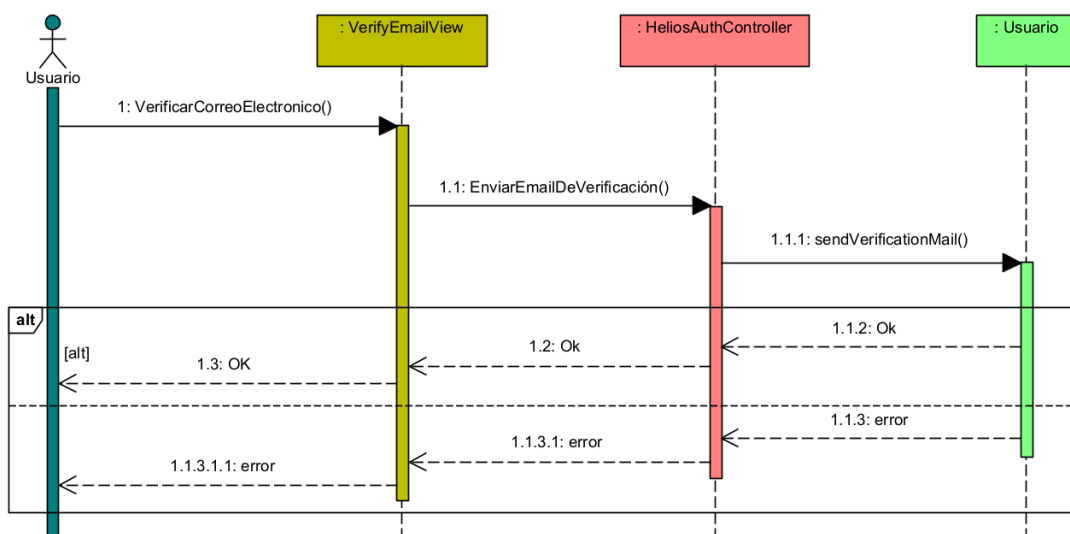 : VerifyEmailView
: HeliosAuthController
: Usuario
Usuario
1: VerificarCorreoElectronico()
1.1: EnviarEmailDeVerificación()
1.1.1: sendVerificationMail()
alt
[alt]
1.1.2: Ok
1.2: Ok
1.3: OK
1.1.3: error
1.1.3.1: error
1.1.3.1.1: error